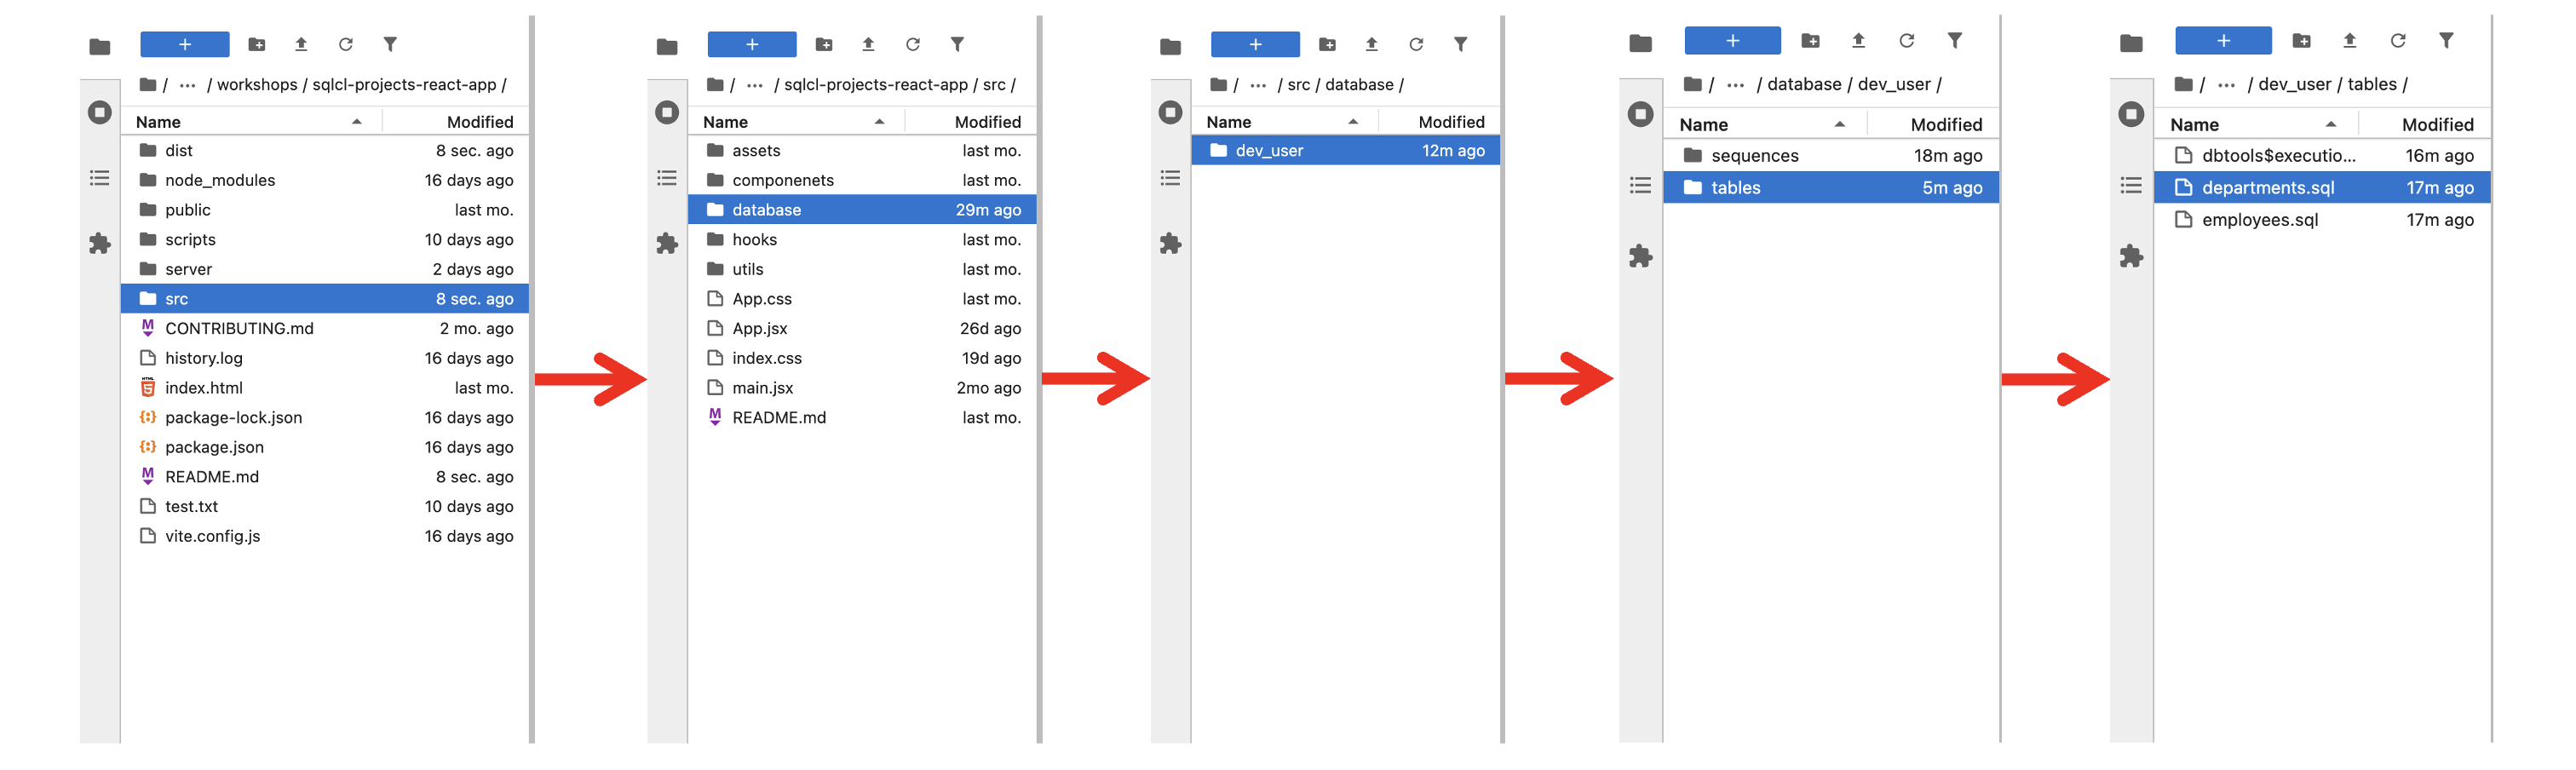 / ... / workshops / sqlcl-projects-react-app /
Name Modified
dist 8 sec. ago
node_modules 16 days ago
public last mo.
scripts 10 days ago
server 2 days ago
src 8 sec. ago
CONTRIBUTING.md 2 mo. ago
history.log 16 days ago
index.html last mo.
package-lock.json 16 days ago
package.json 16 days ago
README.md 8 sec. ago
test.txt 10 days ago
vite.config.js 16 days ago
/ ... / sqlcl-projects-react-app / src /
Name Modified
assets last mo.
componenets last mo.
database 29m ago
hooks last mo.
utils last mo.
App.css last mo.
App.jsx 26d ago
index.css 19d ago
main.jsx 2mo ago
README.md last mo.
/ ... / src / database /
Name Modified
dev_user 12m ago
/ ... / database / dev_user /
Name Modified
sequences 18m ago
tables 5m ago
/ ... / dev_user / tables /
Name Modified
dbtools$executio... 16m ago
departments.sql 17m ago
employees.sql 17m ago